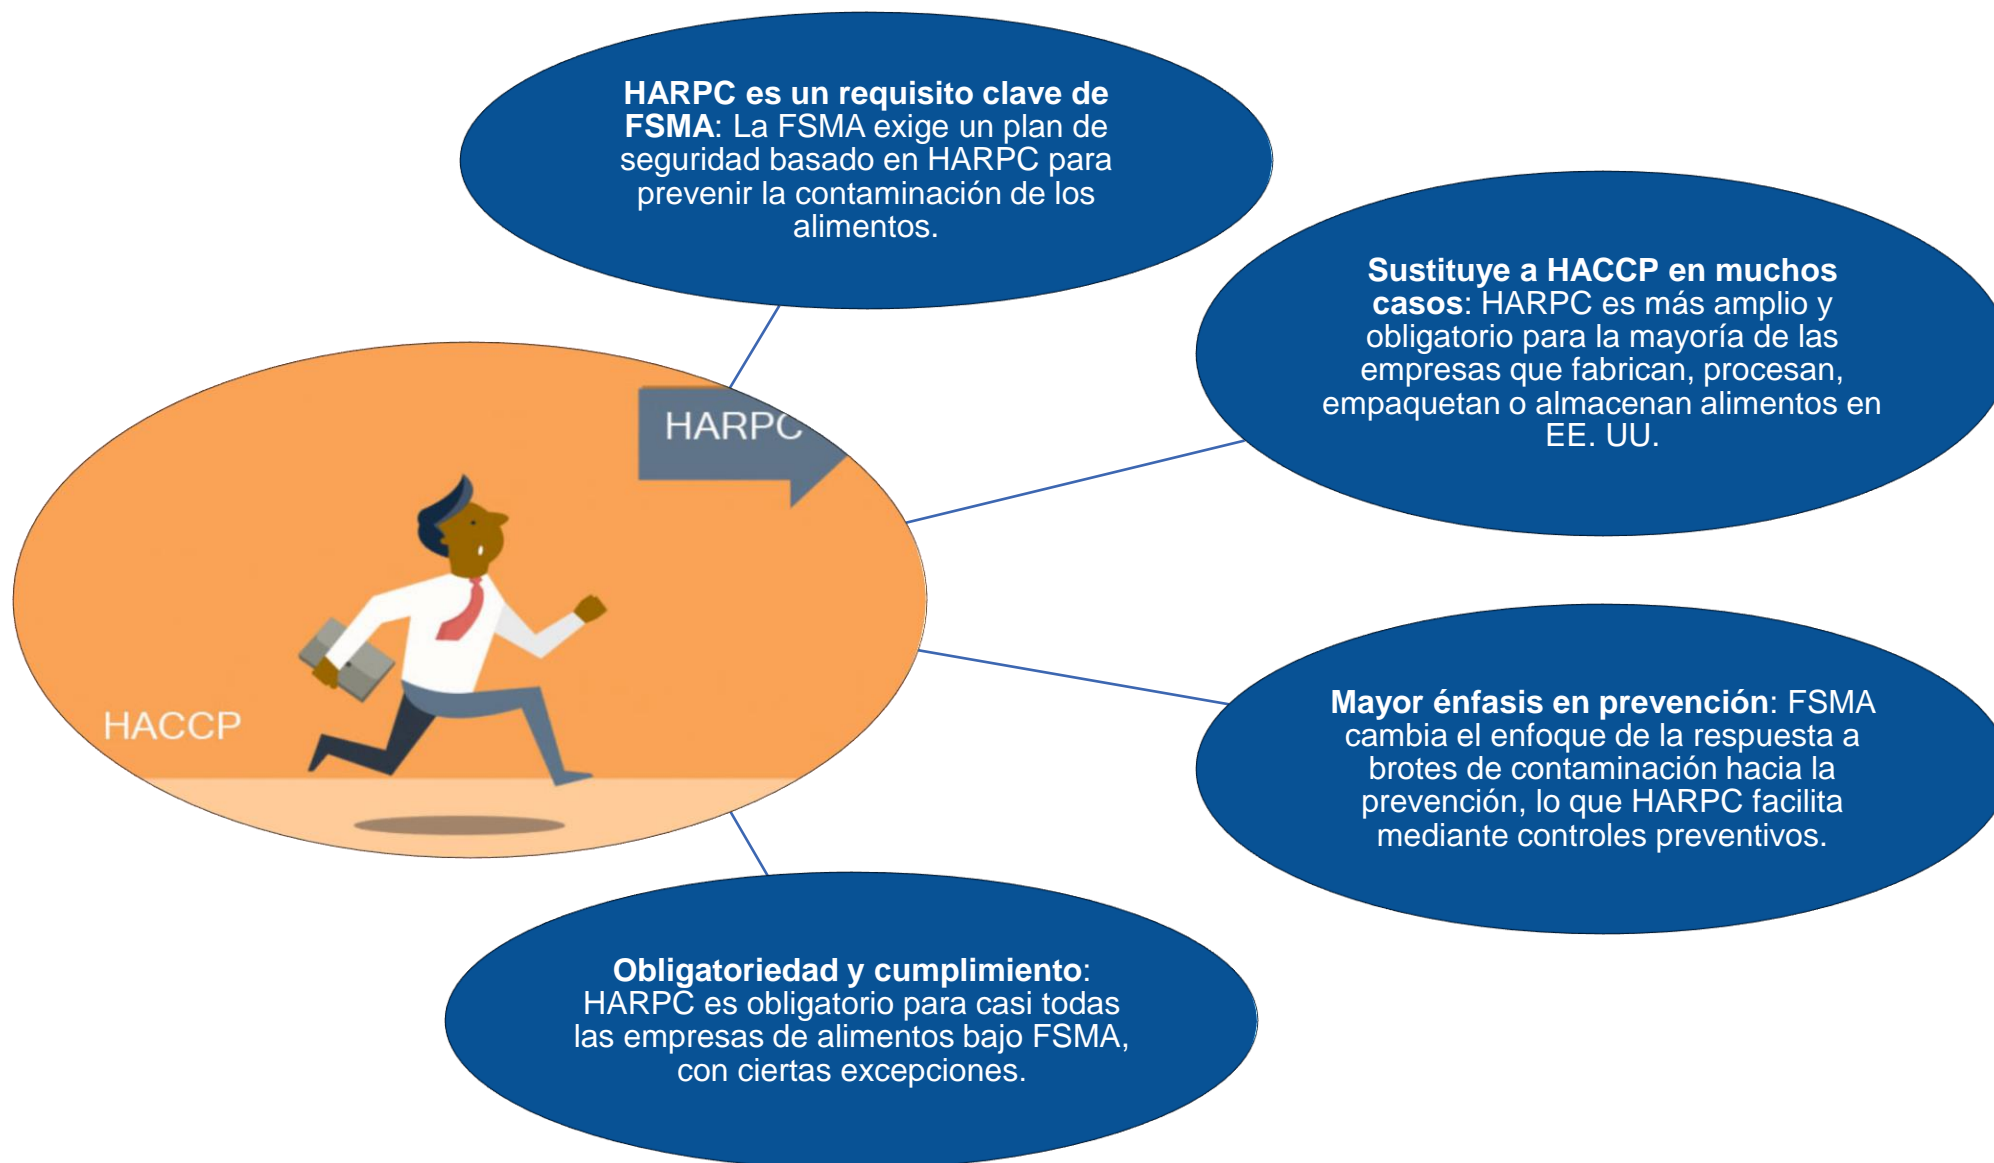 HARPC es un requisito clave de
FSMA: La FSMA exige un plan de
seguridad basado en HARPC para
prevenir la contaminación de los
alimentos.
Sustituye a HACCP en muchos
casos: HARPC es más amplio y
obligatorio para la mayoría de las
empresas que fabrican, procesan,
empaquetan o almacenan alimentos en
EE. UU.
HARPC
HACCP
Mayor énfasis en prevención: FSMA
cambia el enfoque de la respuesta a
brotes de contaminación hacia la
prevención, lo que HARPC facilita
mediante controles preventivos.
Obligatoriedad y cumplimiento:
HARPC es obligatorio para casi todas
las empresas de alimentos bajo FSMA,
con ciertas excepciones.